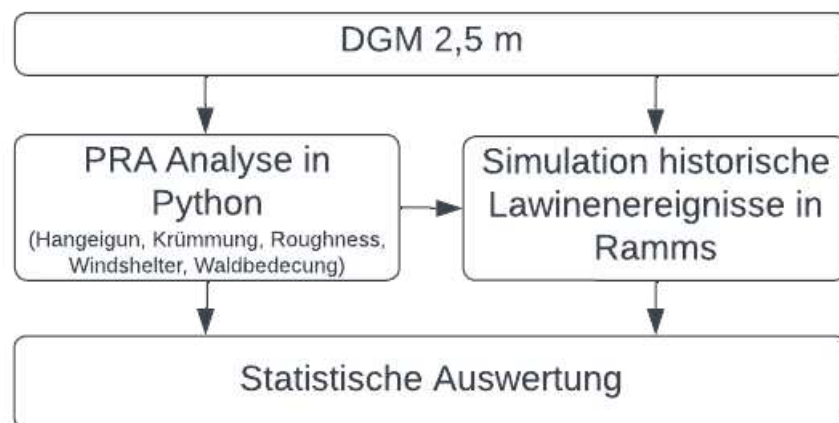 DGM 2,5 m
PRA Analyse in
Python
(Hangeigun, Krümmung, Roughness,
Windshelter, Waldbedecung)
Simulation historische
Lawinenereignisse in
Ramms
Statistische Auswertung